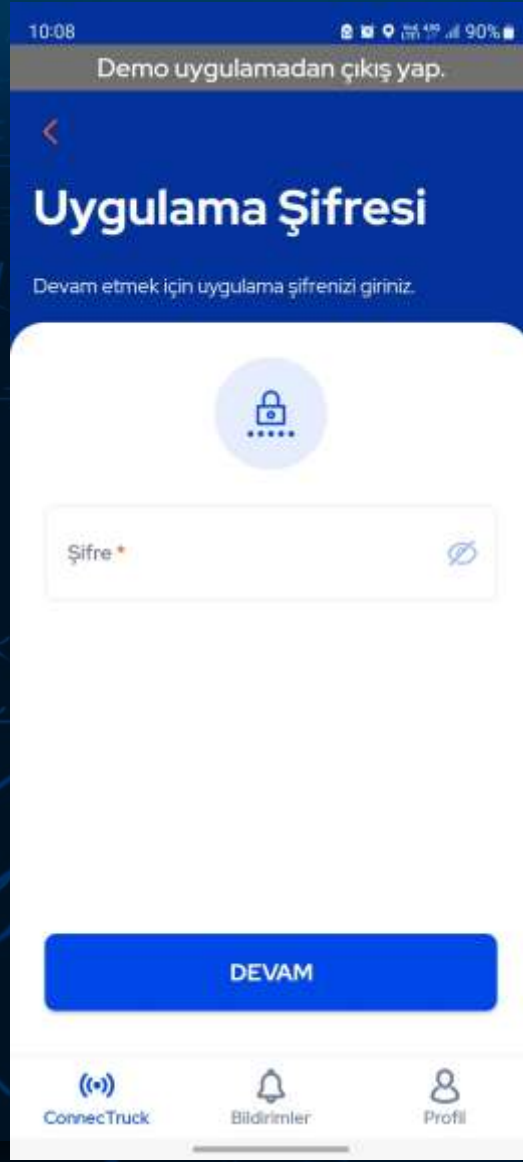 10:08
90%
Demo uygulamadan çıkış yap.
Uygulama Şifresi
Devam etmek için uygulama şifrenizi giriniz.
Şifre *
DEVAM
ConnecTruck
Bildirimler
Profil